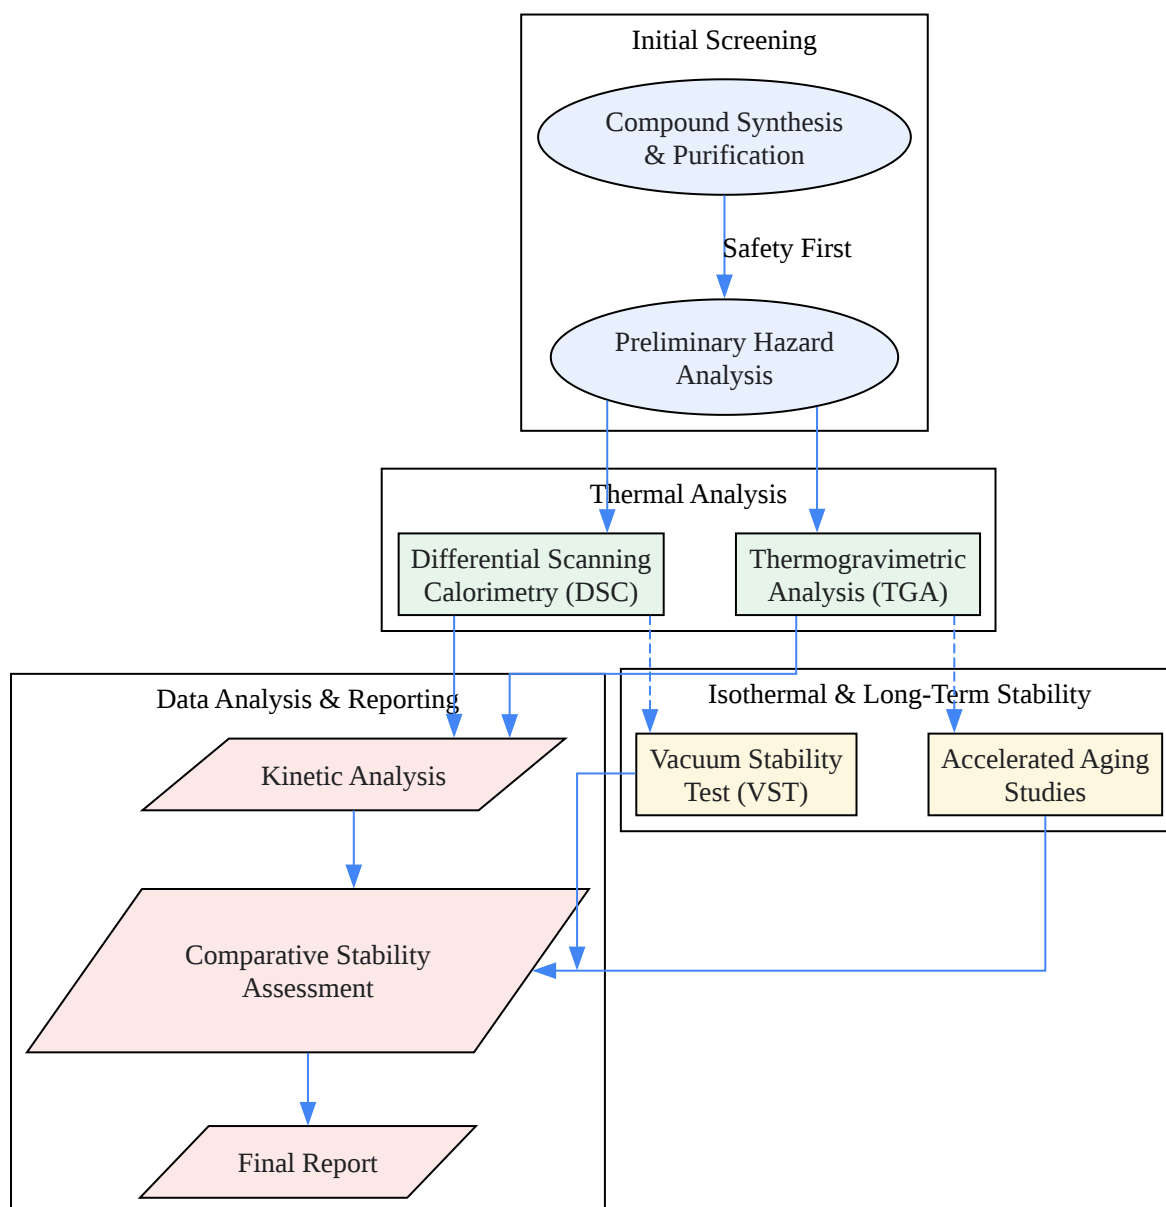 Initial Screening
Compound Synthesis
& Purification
Safety First
Preliminary Hazard
Analysis
Thermal Analysis
Differential Scanning
Calorimetry (DSC)
Thermogravimetric
Analysis (TGA)
Data Analysis & Reporting
Isothermal & Long-Term Stability
Kinetic Analysis
Vacuum Stability
Test (VST)
Accelerated Aging
Studies
Comparative Stability
Assessment
Final Report